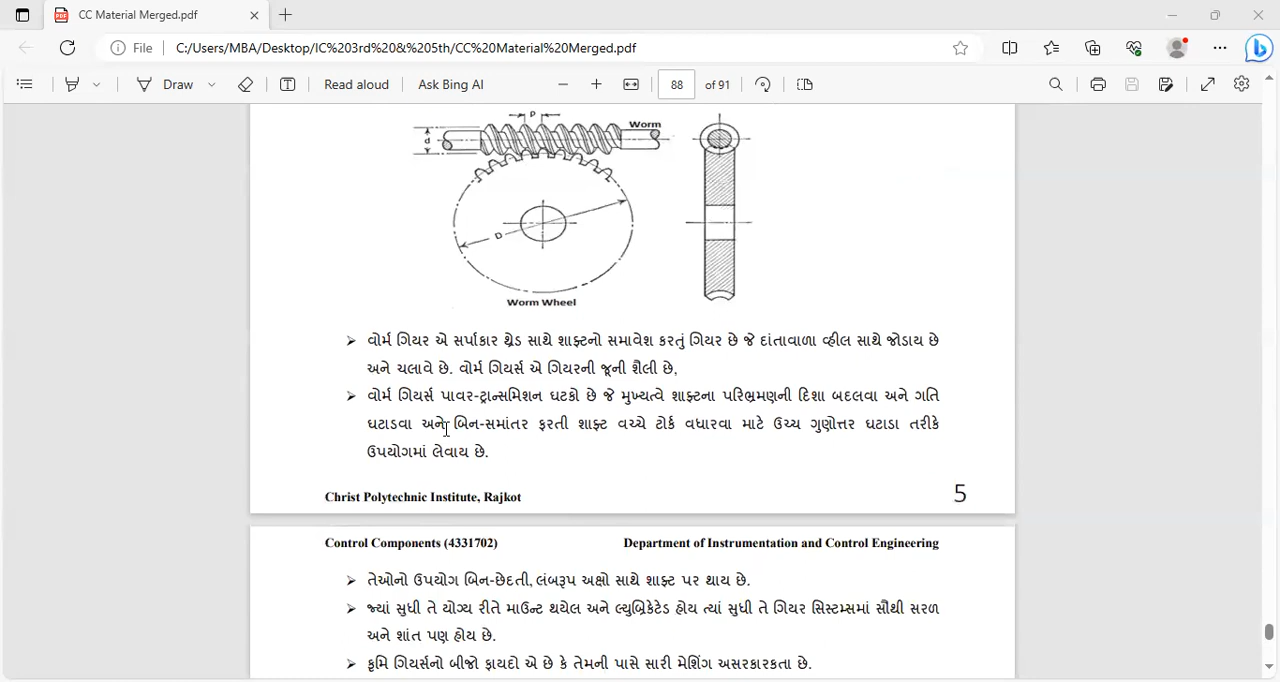 CC Material Merged.pdf
File
C:/Users/MBA/Desktop/IC%203rd%20&%205th/CC%20Material%20Merged.pdf
Draw
Read aloud
Ask Bing AI
88
of 91
P
Worm
d
D
Worm Wheel
➢ વોર્મ ગિયર એ સર્પાકાર થ્રેડ સાથે શાફ્ટનો સમાવેશ કરતું ગિયર છે જે દાંતાવાળા વ્હીલ સાથે જોડાય છે
અને ચલાવે છે. વોર્મ ગિયર્સ એ ગિયરની જૂની શૈલી છે,
➢ વોર્મ ગિયર્સ પાવર-ટ્રાન્સમિશન ઘટકો છે જે મુખ્યત્વે શાફ્ટના પરિભ્રમણની દિશા બદલવા અને ગતિ
ઘટાડવા અને બિન-સમાંતર ફરતી શાફ્ટ વચ્ચે ટોર્ક વધારવા માટે ઉચ્ચ ગુણોત્તર ઘટાડા તરીકે
ઉપયોગમાં લેવાય છે.
Christ Polytechnic Institute, Rajkot 5
Control Components (4331702) Department of Instrumentation and Control Engineering
➢ તેઓનો ઉપયોગ બિન-છેદતી, લંબરૂપ અક્ષો સાથે શાફ્ટ પર થાય છે.
➢ જ્યાં સુધી તે યોગ્ય રીતે માઉન્ટ થયેલ અને લ્યુબ્રિકેટેડ હોય ત્યાં સુધી તે ગિયર સિસ્ટમ્સમાં સૌથી સરળ
અને શાંત પણ હોય છે.
➢ કૃમિ ગિયર્સનો બીજો ફાયદો એ છે કે તેમની પાસે સારી મેશિંગ અસરકારકતા છે.